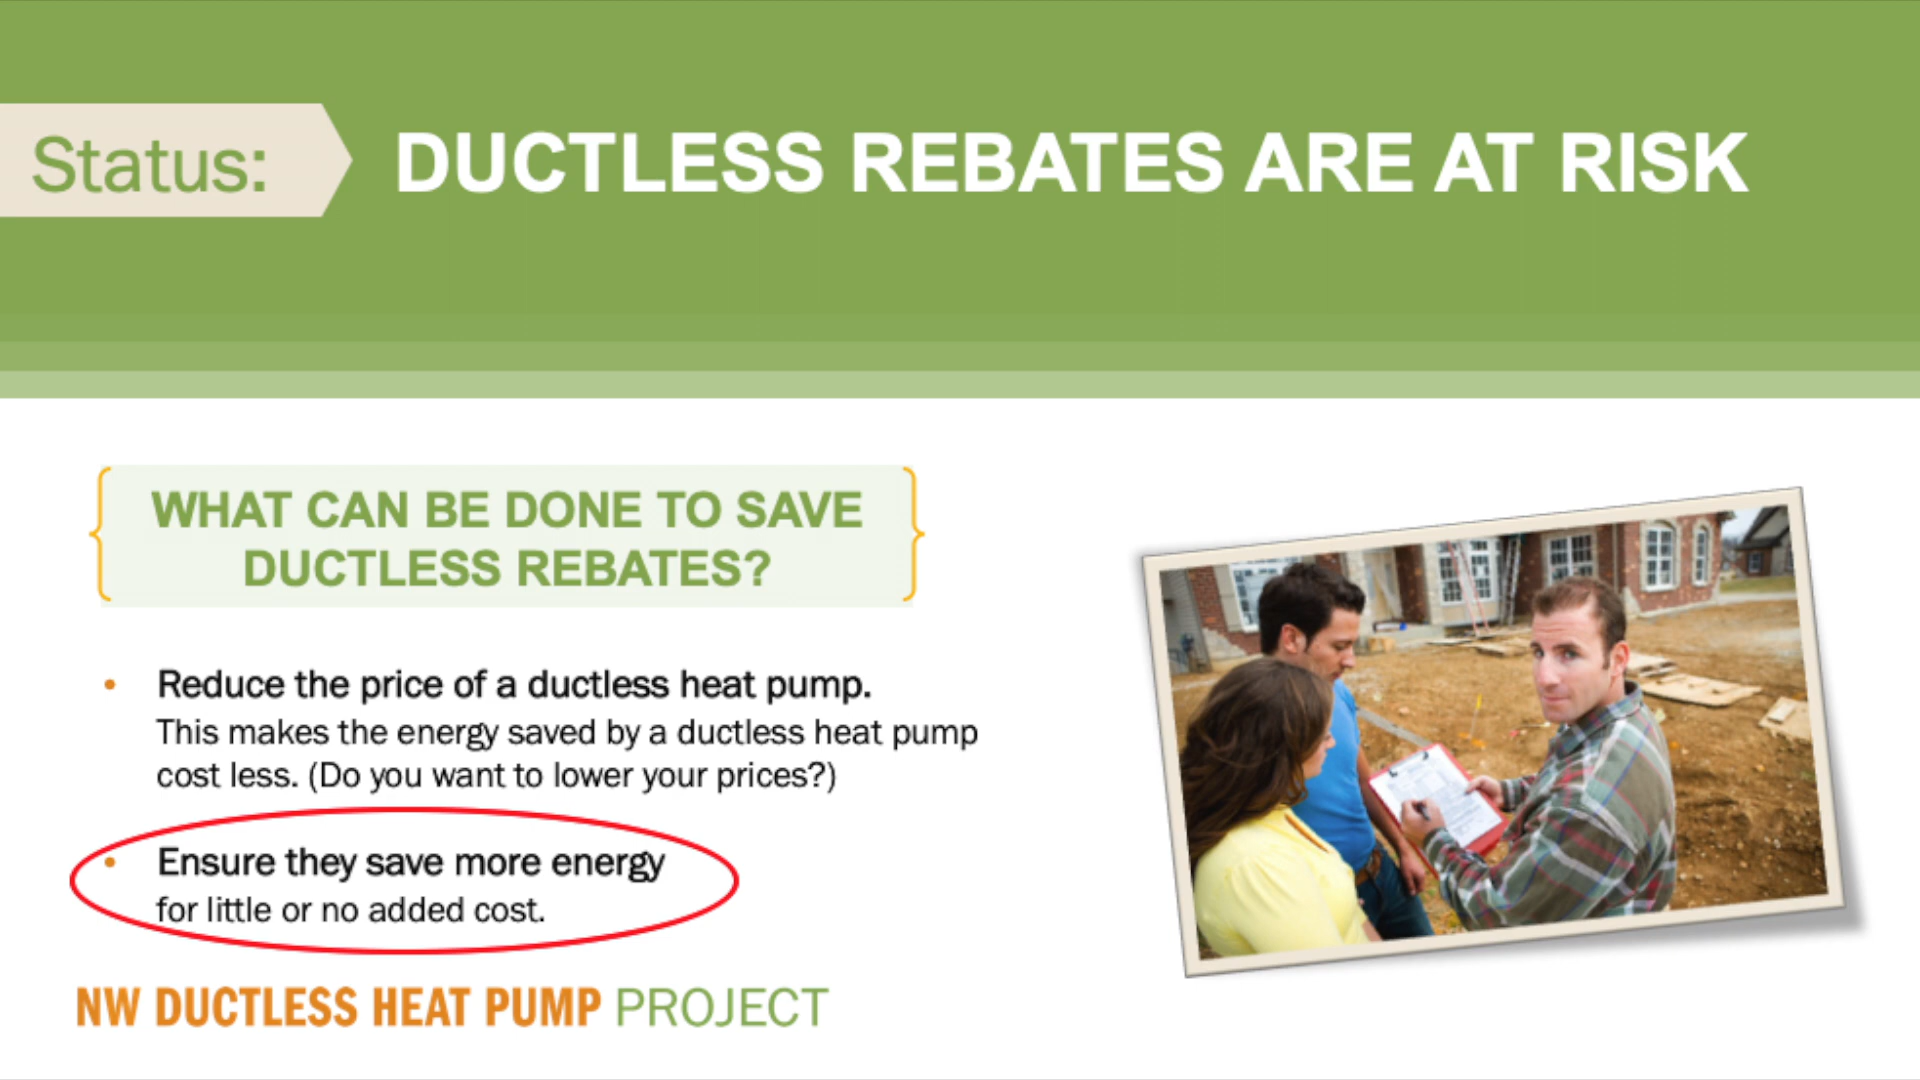 Status:
DUCTLESS REBATES ARE AT RISK
WHAT CAN BE DONE TO SAVE
DUCTLESS REBATES?
• Reduce the price of a ductless heat pump.
This makes the energy saved by a ductless heat pump
cost less. (Do you want to lower your prices?)
• Ensure they save more energy
for little or no added cost.
NW DUCTLESS HEAT PUMP PROJECT